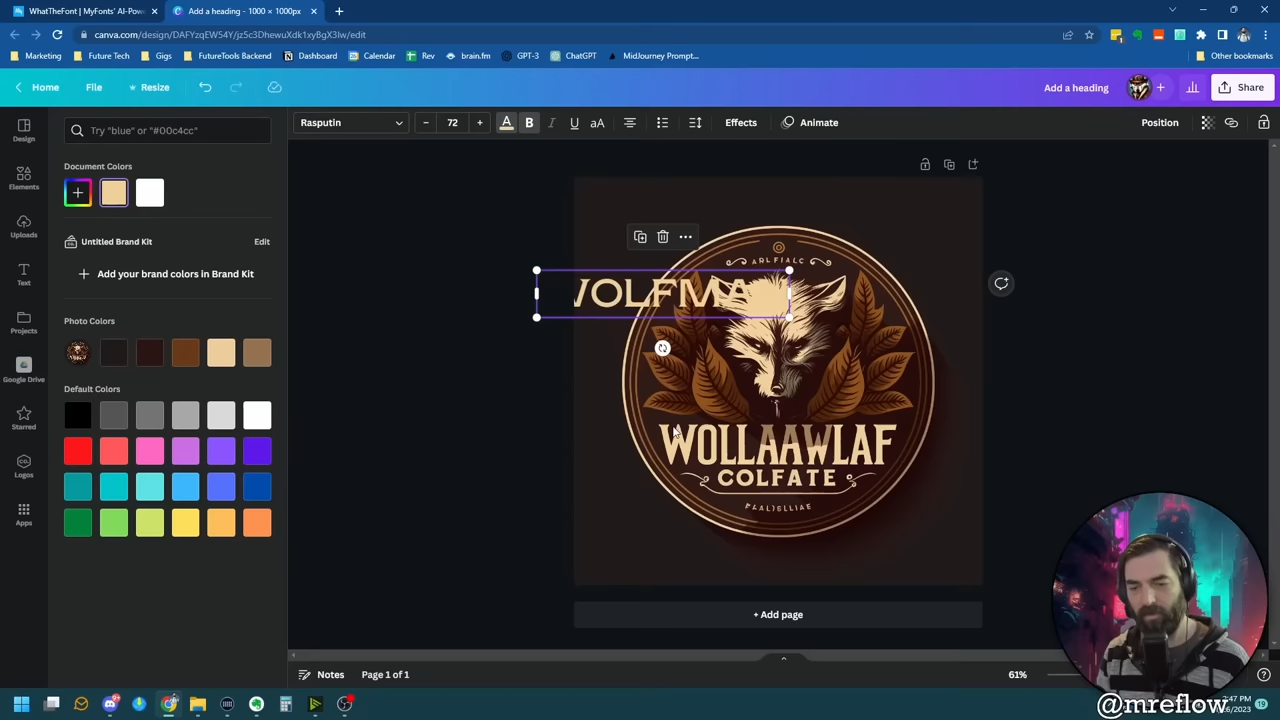 WhatTheFont | MyFonts' AI-Pow
Add a heading - 1000 × 1000px
canva.com/design/DAFYzqEW54Y/jz5c3DhewuXdk1xyBgX3Iw/edit
Marketing
Future Tech
Gigs
FutureTools Backend
Dashboard
Calendar
Rev
brain.fm
GPT-3
ChatGPT
MidJourney Prompt...
Other bookmarks
Home
File
Resize
Add a heading
Share
Rasputin
72
B
I
U
aA
Effects
Animate
Position
Design
Elements
Uploads
Text
Projects
Google Drive
Starred
Logos
Apps
Try "blue" or "#00c4cc"
Document Colors
Untitled Brand Kit
Edit
Add your brand colors in Brand Kit
Photo Colors
Default Colors
ARLFIALC
WOLFMA
WOLLAAWLAF
COLFATE
+ Add page
Notes
Page 1 of 1
61%
@mreflow